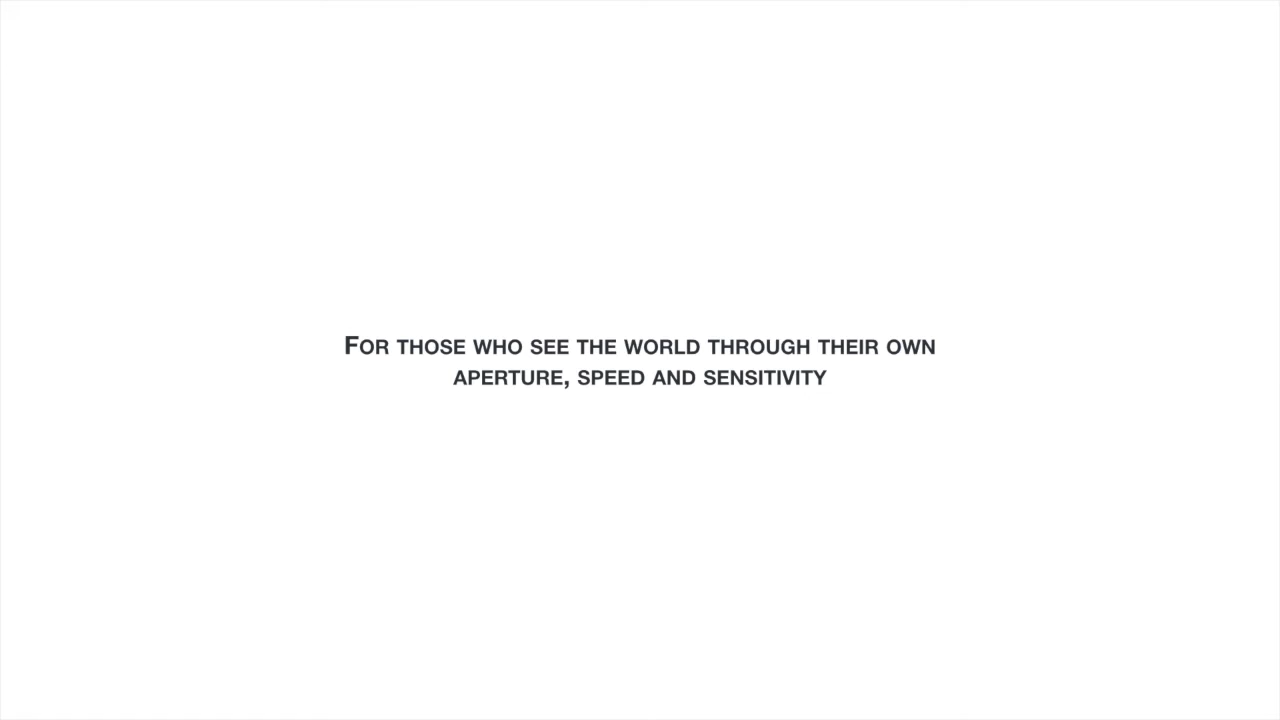 For those who see the world through their own
aperture, speed and sensitivity